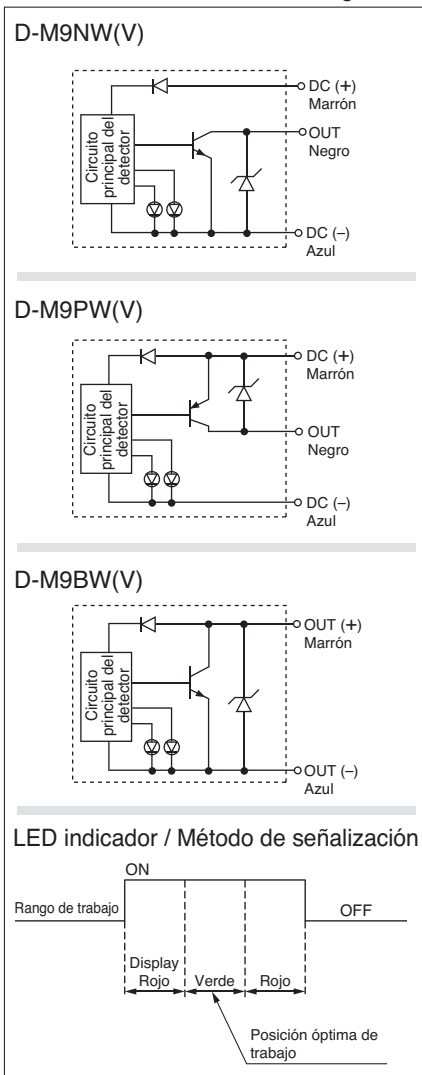 D-M9NW(V)
Circuito
principal del
detector
DC (+)
Marrón
OUT
Negro
DC (–)
Azul
D-M9PW(V)
Circuito
principal del
detector
DC (+)
Marrón
OUT
Negro
DC (–)
Azul
D-M9BW(V)
Circuito
principal del
detector
OUT (+)
Marrón
OUT (–)
Azul
LED indicador / Método de señalización
ON
Rango de trabajo
OFF
Display
Rojo Verde Rojo
Posición óptima de
trabajo